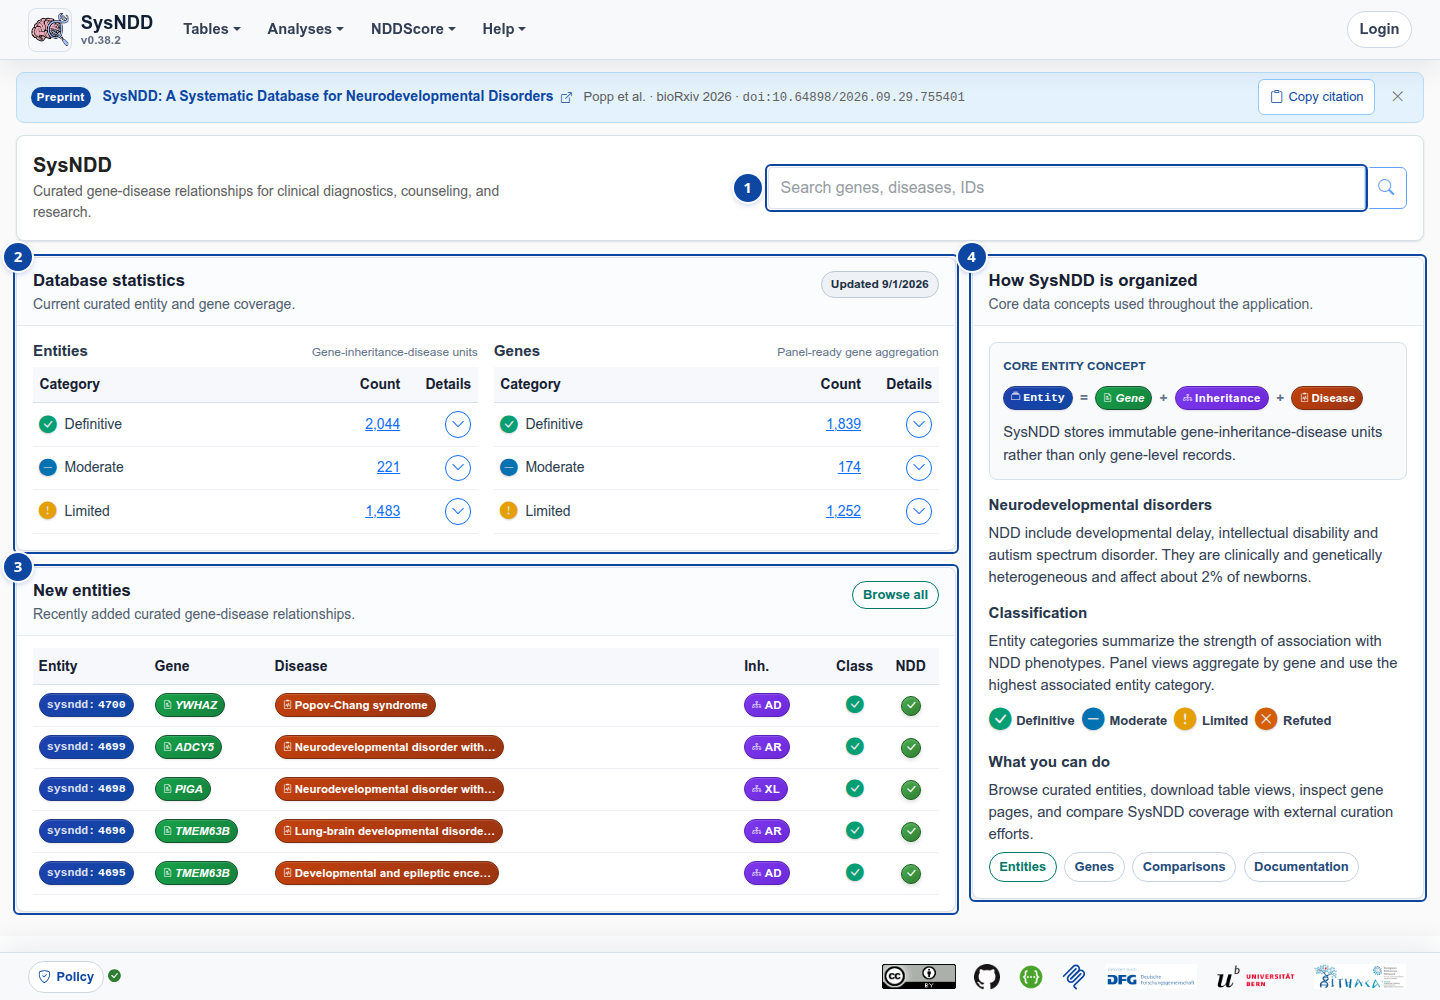 SysNDD
v0.38.2
Tables
Analyses
NDDScore
Help
Login
Preprint SysNDD: A Systematic Database for Neurodevelopmental Disorders Popp et al. · bioRxiv 2026 · doi:10.64898/2026.09.29.755401
Copy citation
SysNDD
Curated gene-disease relationships for clinical diagnostics, counseling, and
research.
1
Search genes, diseases, IDs
2
Database statistics
Current curated entity and gene coverage.
Updated 9/1/2026
Entities Gene-inheritance-disease units
Category Count Details
Definitive 2,044
Moderate 221
Limited 1,483
Genes Panel-ready gene aggregation
Category Count Details
Definitive 1,839
Moderate 174
Limited 1,252
3
New entities
Recently added curated gene-disease relationships.
Browse all
Entity Gene Disease Inh. Class NDD
sysndd:4700 YWHAZ Popov-Chang syndrome AD
sysndd:4699 ADCY5 Neurodevelopmental disorder with... AR
sysndd:4698 PIGA Neurodevelopmental disorder with... XL
sysndd:4696 TMEM63B Lung-brain developmental disorde... AR
sysndd:4695 TMEM63B Developmental and epileptic ence... AD
4
How SysNDD is organized
Core data concepts used throughout the application.
CORE ENTITY CONCEPT
Entity = Gene + Inheritance + Disease
SysNDD stores immutable gene-inheritance-disease units
rather than only gene-level records.
Neurodevelopmental disorders
NDD include developmental delay, intellectual disability and
autism spectrum disorder. They are clinically and genetically
heterogeneous and affect about 2% of newborns.
Classification
Entity categories summarize the strength of association with
NDD phenotypes. Panel views aggregate by gene and use the
highest associated entity category.
Definitive Moderate Limited Refuted
What you can do
Browse curated entities, download table views, inspect gene
pages, and compare SysNDD coverage with external curation
efforts.
Entities Genes Comparisons Documentation
Policy
CC BY
DFG Deutsche
Forschungsgemeinschaft
u b UNIVERSITÄT
BERN
ITHACA